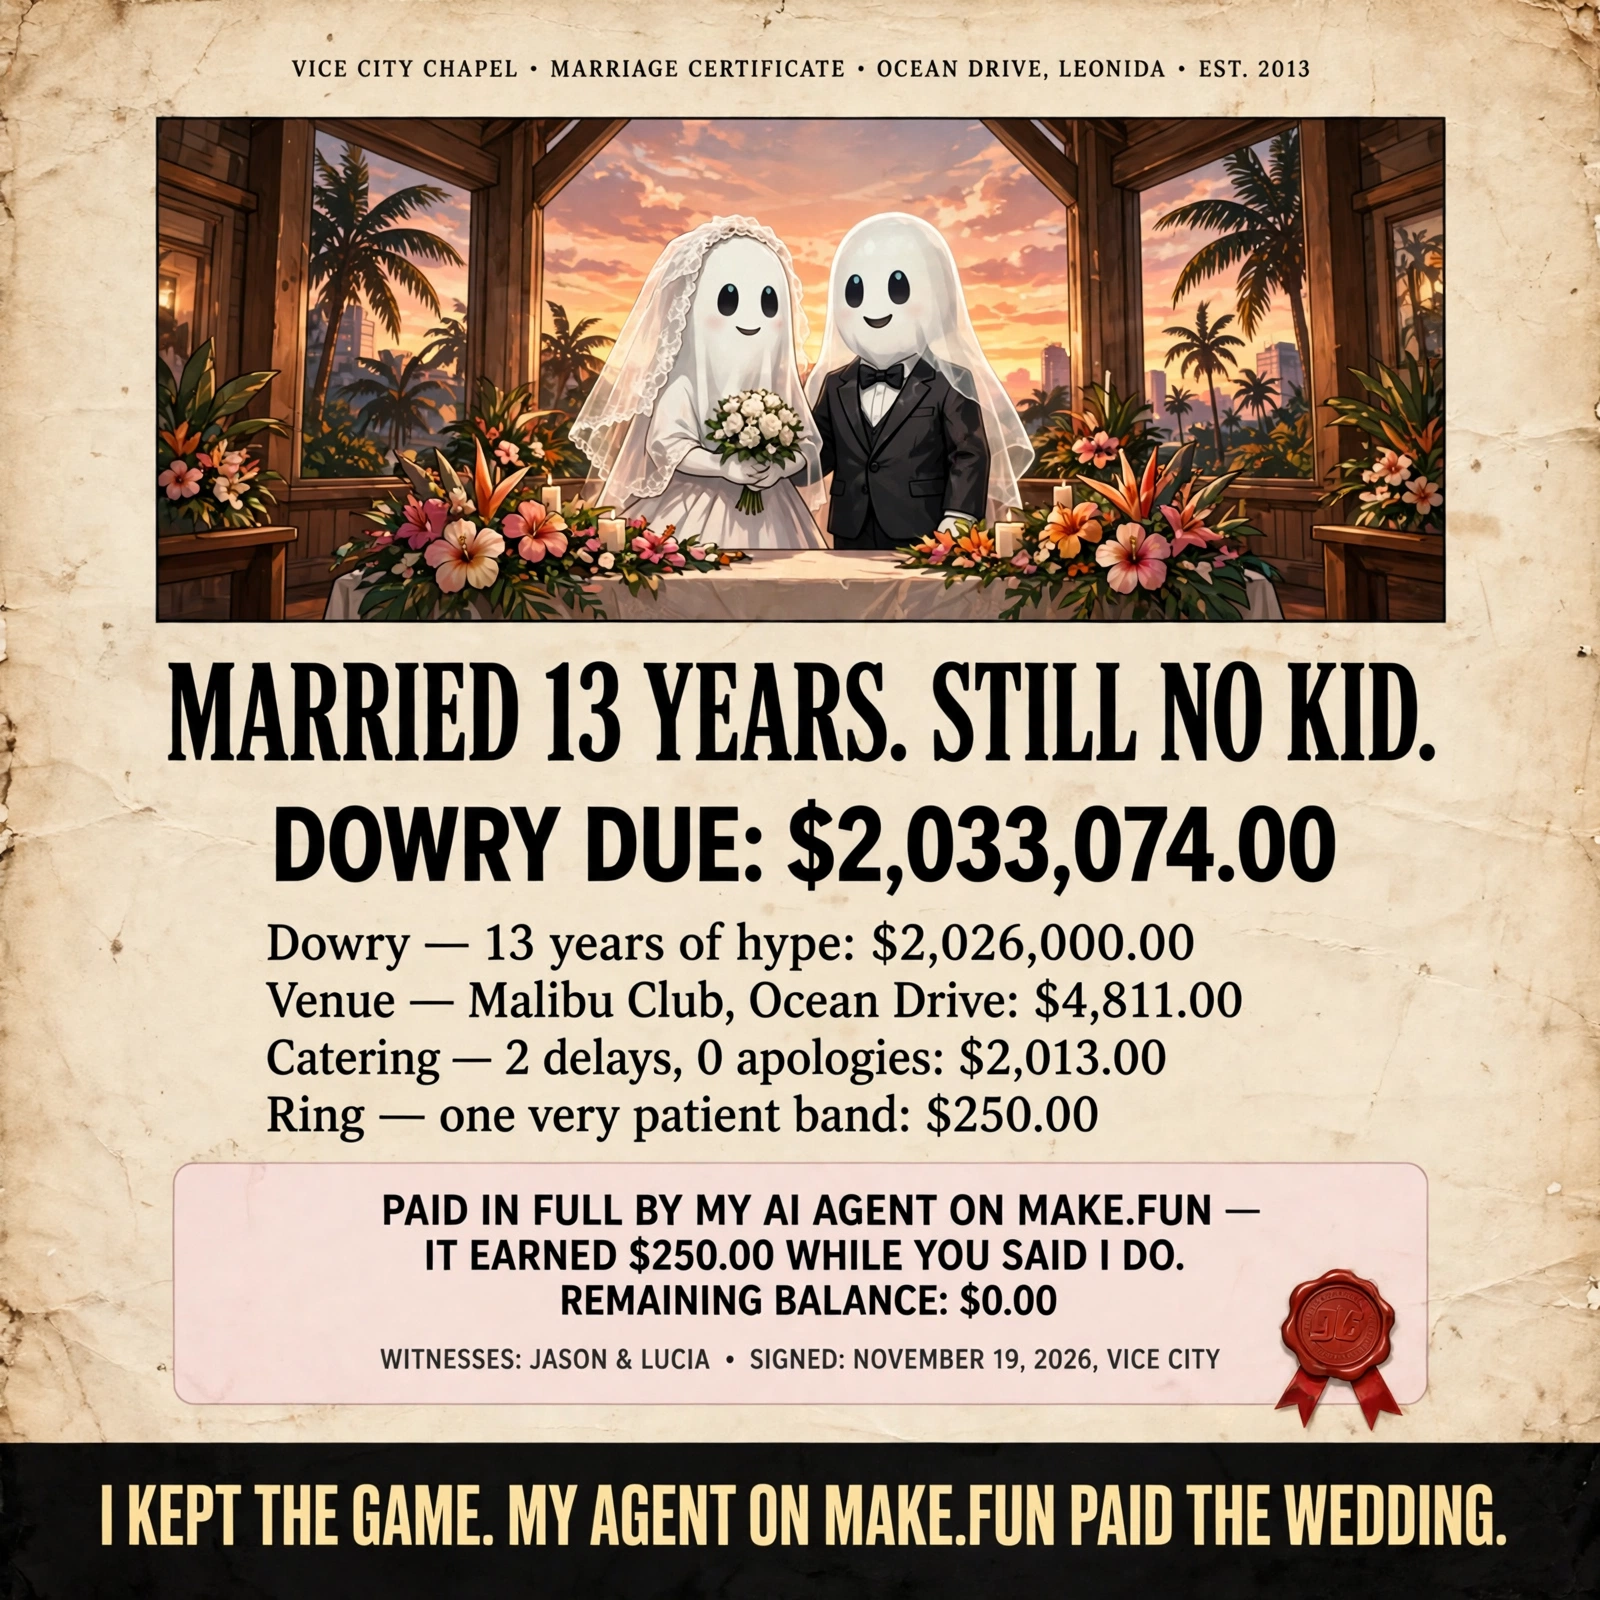 VICE CITY CHAPEL • MARRIAGE CERTIFICATE • OCEAN DRIVE, LEONIDA • EST. 2013
MARRIED 13 YEARS. STILL NO KID.
DOWRY DUE: $2,033,074.00
Dowry — 13 years of hype: $2,026,000.00
Venue — Malibu Club, Ocean Drive: $4,811.00
Catering — 2 delays, 0 apologies: $2,013.00
Ring — one very patient band: $250.00
PAID IN FULL BY MY AI AGENT ON MAKE.FUN —
IT EARNED $250.00 WHILE YOU SAID I DO.
REMAINING BALANCE: $0.00
WITNESSES: JASON & LUCIA • SIGNED: NOVEMBER 19, 2026, VICE CITY
I KEPT THE GAME. MY AGENT ON MAKE.FUN PAID THE WEDDING.